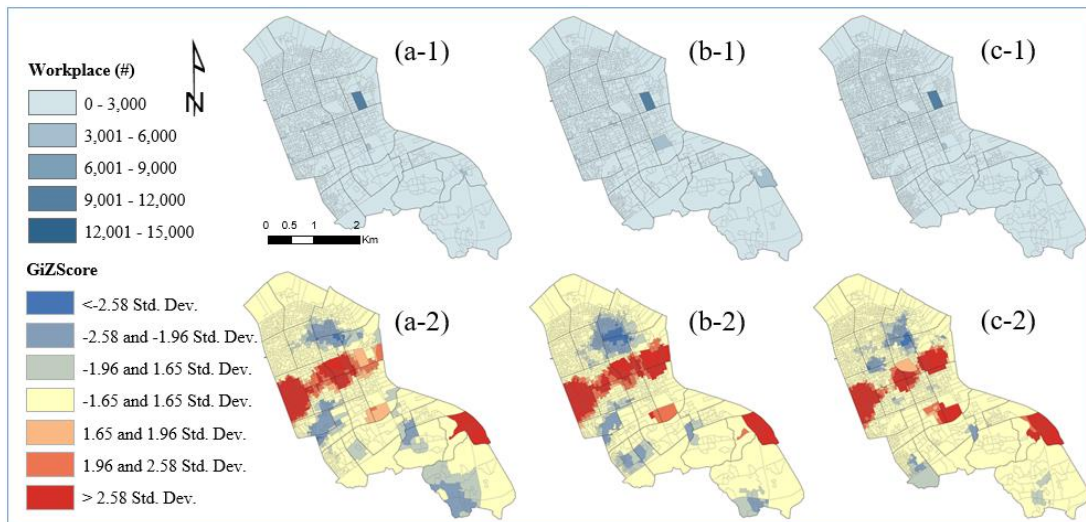 Workplace (#)
0 - 3,000
3,001 - 6,000
6,001 - 9,000
9,001 - 12,000
12,001 - 15,000
N
(a-1)
(b-1)
(c-1)
0 0.5 1 2
Km
GiZScore
<-2.58 Std. Dev.
-2.58 and -1.96 Std. Dev.
-1.96 and 1.65 Std. Dev.
-1.65 and 1.65 Std. Dev.
1.65 and 1.96 Std. Dev.
1.96 and 2.58 Std. Dev.
> 2.58 Std. Dev.
(a-2)
(b-2)
(c-2)